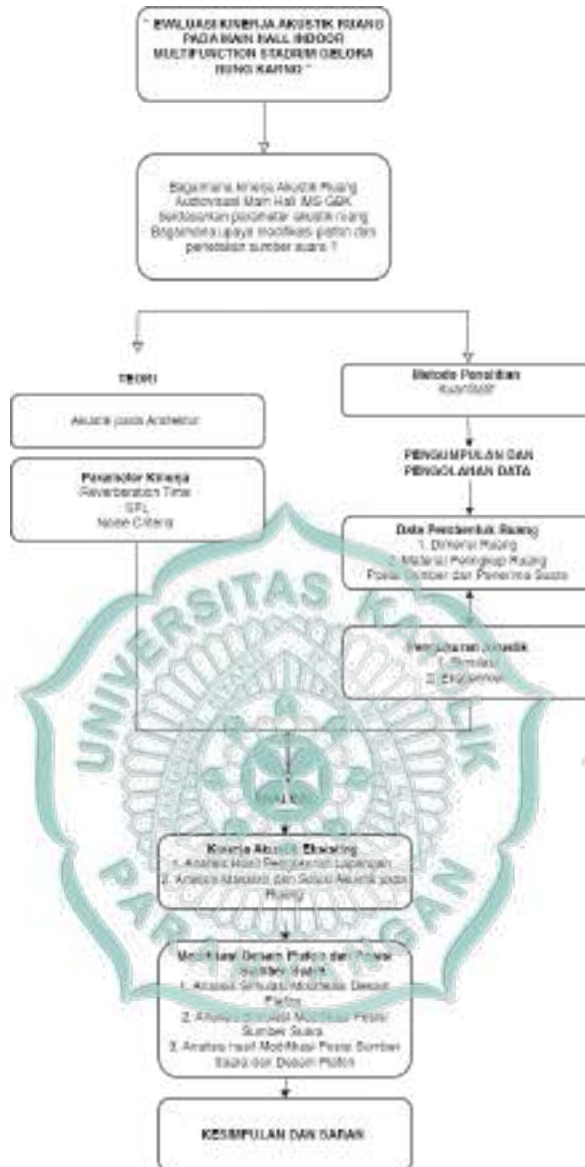 " EVALUASI KINERJA AKUSTIK RUANG
PADA MAIN HALL INDOOR
MULTIFUNCTION STADIUM GELORA
BUNG KARNO "
Bagaimana kinerja Akustik Ruang
Audiovisual Main Hall IMS GBK
berdasarkan parameter akustik ruang
Bagaimana upaya modifikasi plafon dan
perletakan sumber suara ?
TEORI
Akustik pada Arsitektur
Parameter Kinerja
Reverberation Time
SPL
Noise Criteria
Metode Penelitian
Kuantitatif
PENGUMPULAN DAN
PENGOLAHAN DATA
Data Pembentuk Ruang
1. Dimensi Ruang
2. Material Pelingkup Ruang
Posisi Sumber dan Penerima Suara
Pengukuran Akustik
1. Simulasi
2.
UNIVERSITAS KATOLIK
PARAHYANGAN
Kinerja Akustik Eksisting
1. Analisis Hasil Pengukuran Lapangan
2. Analisis Masalah dan Solusi Akustik pada
Ruang
Modifikasi Desain Plafon dan Posisi
Sumber Suara
1. Analisis Simulasi Modifikasi Desain
Plafon
2. Analisis Simulasi Modifikasi Posisi
Sumber Suara
3. Analisis Hasil Modifikasi Posisi Sumber
Suara dan Desain Plafon
KESIMPULAN DAN SARAN